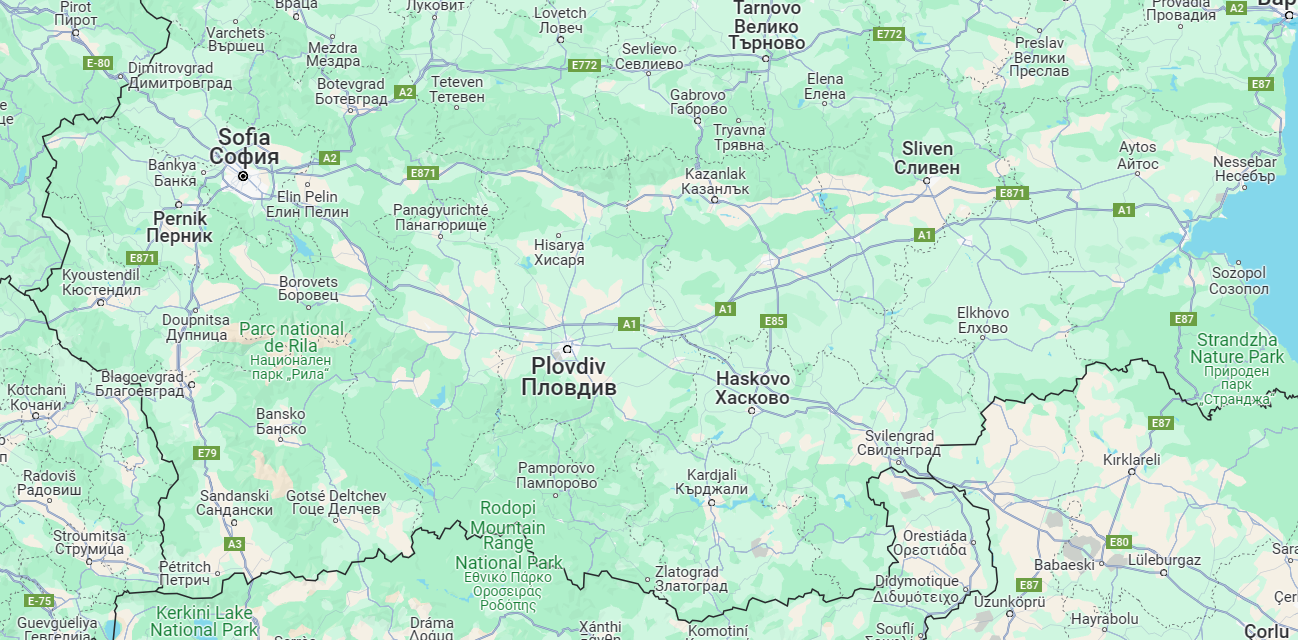 Pirot
Пирот
Враца
Луковит
Lovetch
Ловеч
Tarnovo
Велико
Търново
Provadia
Провадия
A2
Varchets
Вършец
Mezdra
Мездра
Sevlievo
Севлиево
E772
Preslav
Велики
Преслав
E-80
Dimitrovgrad
Димитровград
E772
Botevgrad
Ботевград
A2
Teteven
Тетевен
Elena
Елена
E87
Gabrovo
Габрово
Tryavna
Трявна
Sofia
София
A2
E871
Bankya
Банкя
Elin Pelin
Елин Пелин
Kazanlak
Казанлък
Sliven
Сливен
E871
Aytos
Айтос
Nessebar
Несебър
Pernik
Перник
Panagyurichté
Панагюрище
A1
A1
E871
Hisarya
Хисаря
Kyoustendil
Кюстендил
Borovets
Боровец
Sozopol
Созопол
Doupnitsa
Дупница
A1
A1
E85
Elkhovo
Елхово
E87
Parc national
de Rila
Национален
парк „Рила“
Strandzha
Nature Park
Природен
парк
„Странджа“
Plovdiv
Пловдив
Haskovo
Хасково
Blagoevgrad
Благоевград
Kotchani
Кочани
Bansko
Банско
E87
Svilengrad
Свиленград
E79
Kırklareli
Radoviš
Радовиш
Pamporovo
Пампорово
Kardjali
Кърджали
Sandanski
Сандански
Gotsé Deltchev
Гоце Делчев
Rodopi
Mountain
Range
National Park
Εθνικό Πάρκο
Οροσειράς
Ροδόπης
Stroumitsa
Струмица
A3
Orestiáda
Ορεστιάδα
E80
Babaeski
Lüleburgaz
Pétritch
Петрич
Zlatograd
Златоград
Didymotique
Διδυμότειχο
E87
Uzunköprü
E-75
Guevgueliya
Гевгелија
Kerkini Lake
National Park
Dráma
Δράμα
Xánthi
Komotiní
Souflí
Hayrabolu
Çorlu